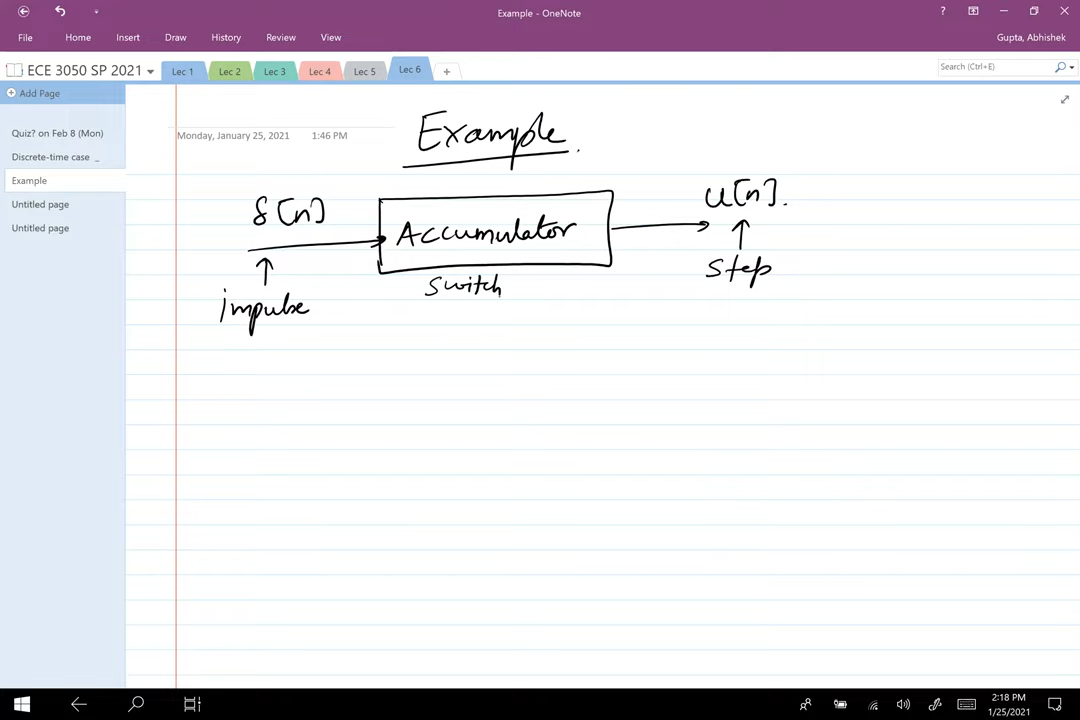 Example - OneNote
?
File Home Insert Draw History Review View
Gupta, Abhishek
ECE 3050 SP 2021 Lec 1 Lec 2 Lec 3 Lec 4 Lec 5 Lec 6 +
Search (Ctrl+E)
Add Page
Quiz? on Feb 8 (Mon)
Discrete-time case _
Example
Untitled page
Untitled page
Monday, January 25, 2021 1:46 PM
Example.
δ[n] Accumulator u[n].
impulse switch step
2:18 PM
1/25/2021